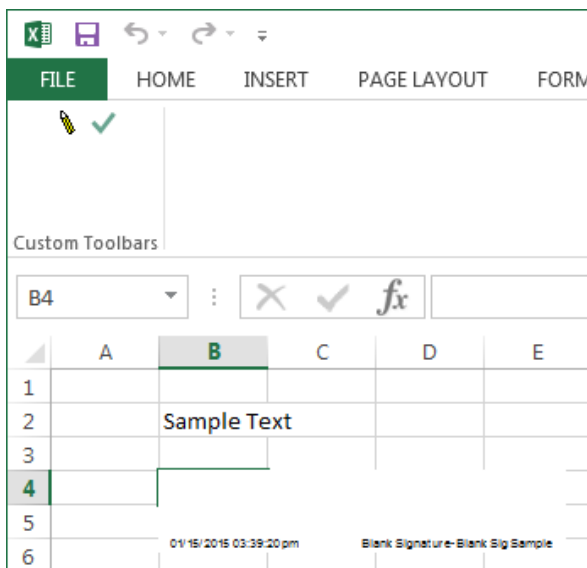 FILE HOME INSERT PAGE LAYOUT FORM
Custom Toolbars
B4 fx
A B C D E
1
2 Sample Text
3
4
5
01/15/2015 03:39:20 pm Blank Signature- Blank Sig Sample
6